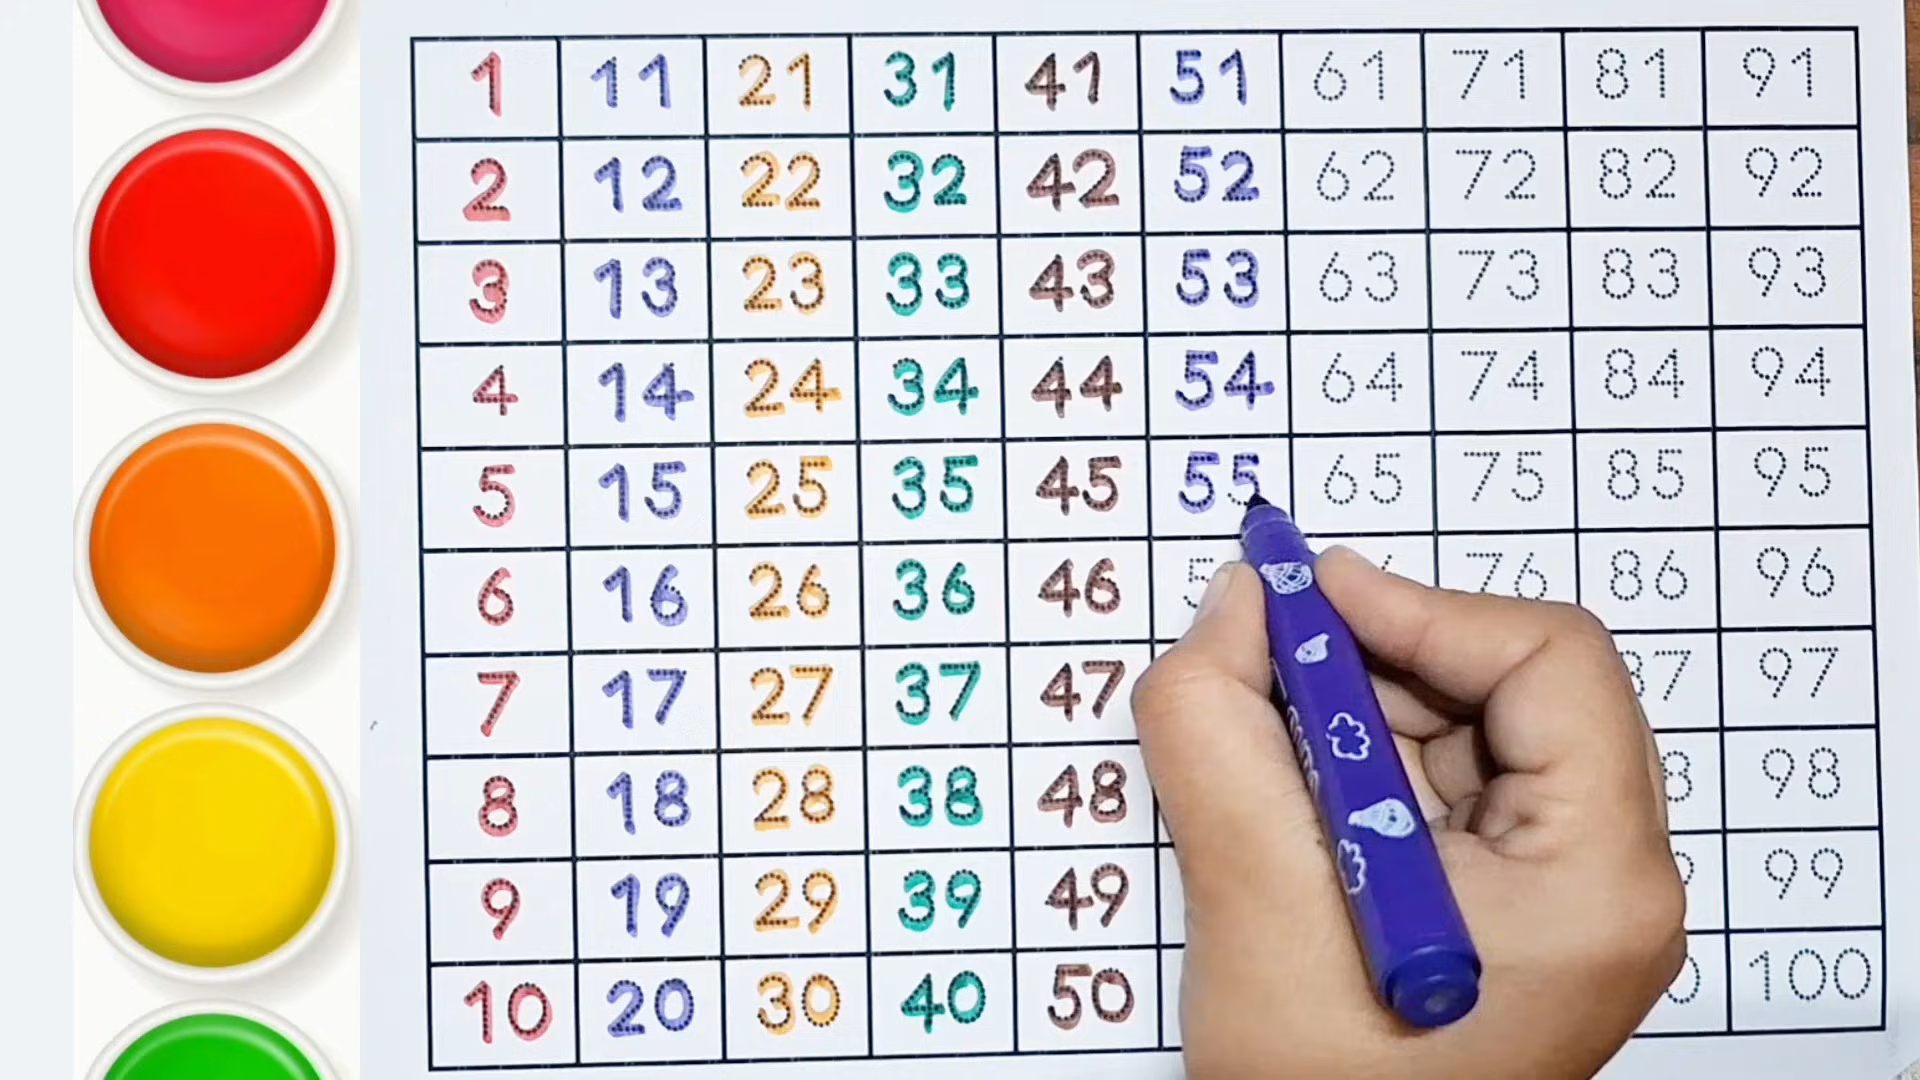 1 11 21 31 41 51 61 71 81 91
2 12 22 32 42 52 62 72 82 92
3 13 23 33 43 53 63 73 83 93
4 14 24 34 44 54 64 74 84 94
5 15 25 35 45 55 65 75 85 95
6 16 26 36 46 76 86 96
7 17 27 37 47 97
8 18 28 38 48 98
9 19 29 39 49 99
10 20 30 40 50 100